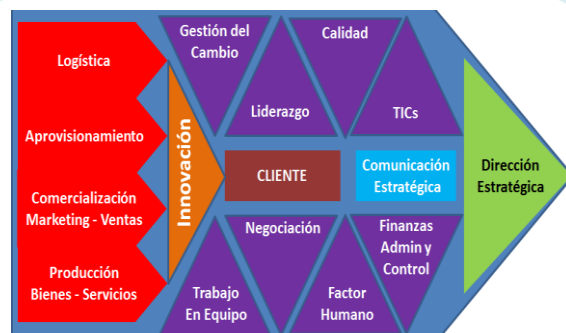 Logística
Aprovisionamiento
Comercialización
Marketing - Ventas
Producción
Bienes - Servicios
Innovación
Gestión del
Cambio
Liderazgo
Calidad
TICs
CLIENTE
Comunicación
Estratégica
Negociación
Finanzas
Admin y
Control
Trabajo
En Equipo
Factor
Humano
Dirección
Estratégica